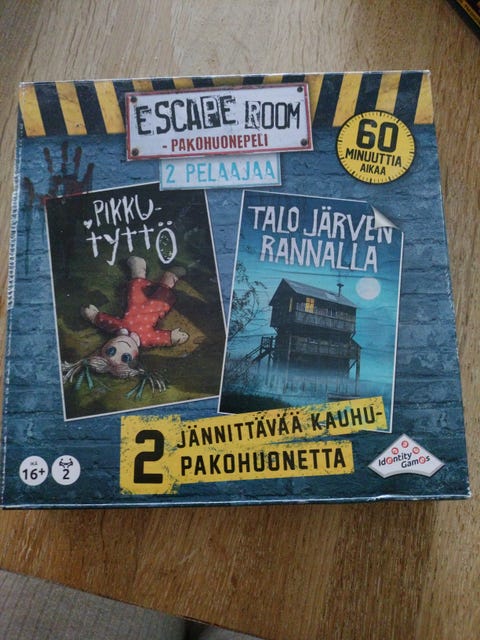 ESCAPE ROOM
- PAKOHUONEPELI
2 PELAAJAA
60
MINUUTTIA
AIKAA
PIKKU-
TYTTÖ
TALO JÄRVEN
RANNALLA
2 JÄNNITTÄVÄÄ KAUHU-
PAKOHUONETTA
IKÄ
16+
2
Identity
Games